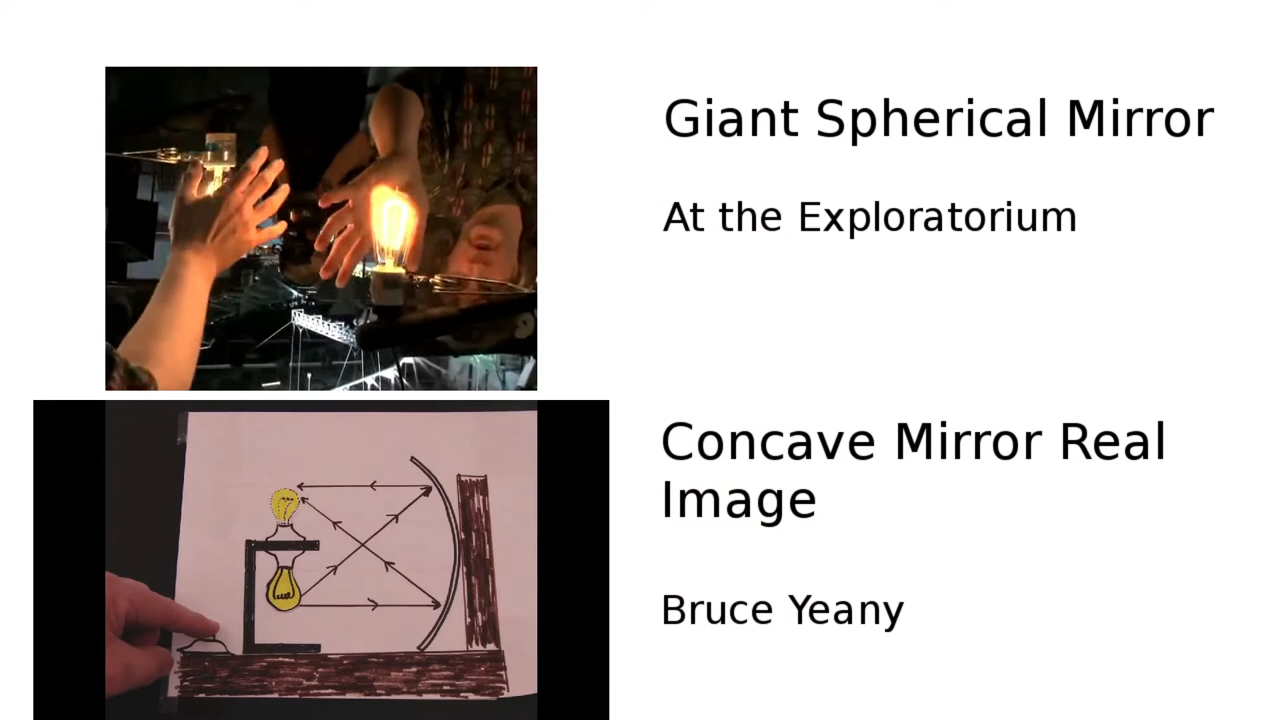 Giant Spherical Mirror
At the Exploratorium
Concave Mirror Real
Image
Bruce Yeany